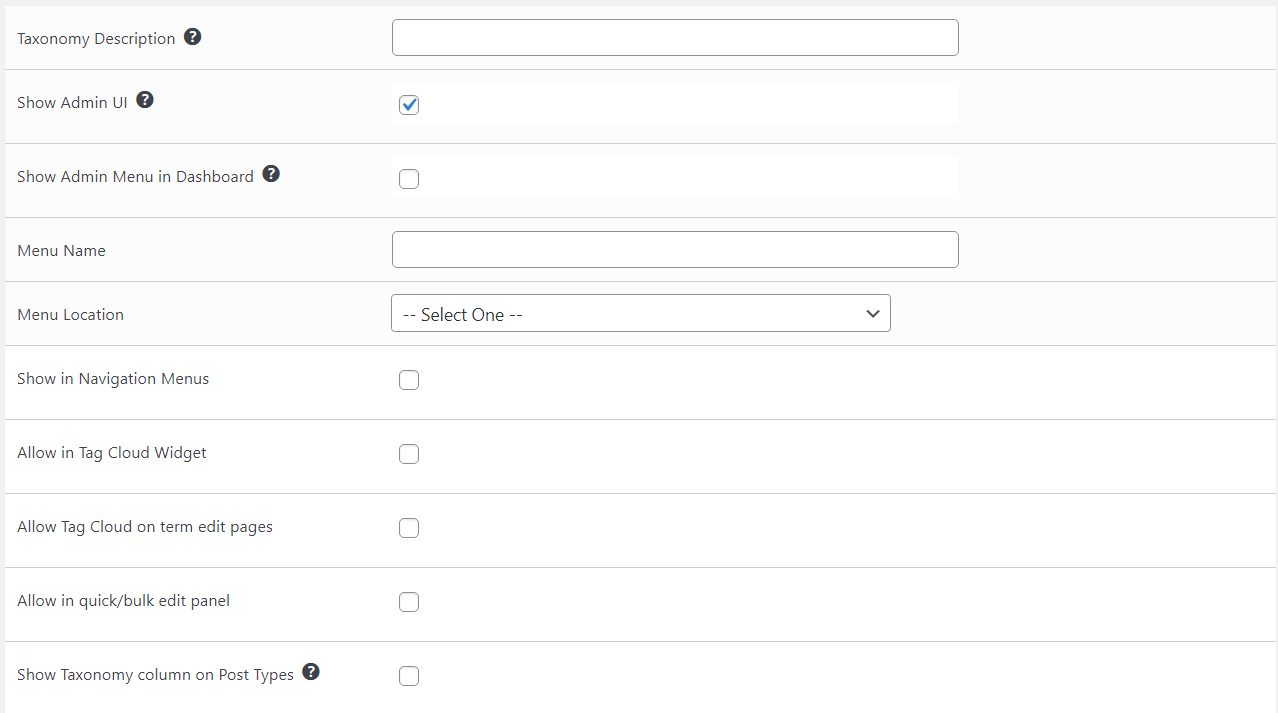 Taxonomy Description ?
Show Admin UI ?
Show Admin Menu in Dashboard ?
Menu Name
Menu Location -- Select One --
Show in Navigation Menus
Allow in Tag Cloud Widget
Allow Tag Cloud on term edit pages
Allow in quick/bulk edit panel
Show Taxonomy column on Post Types ?